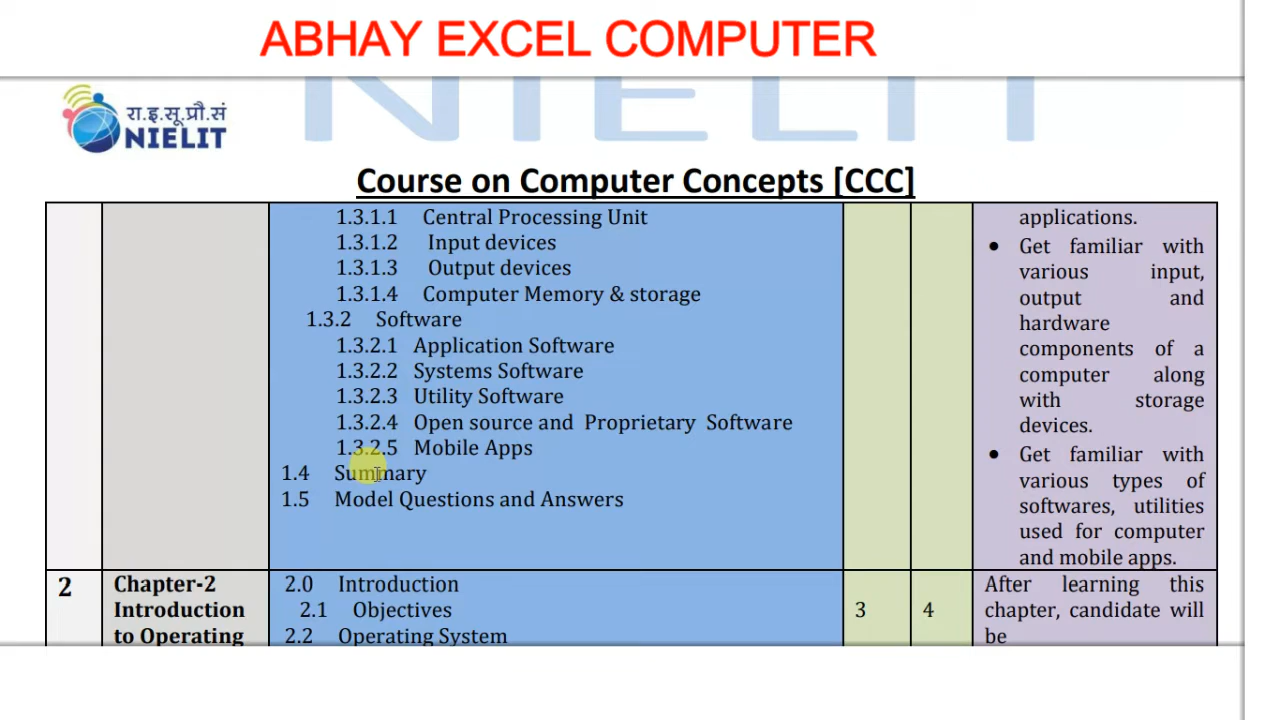 ABHAY EXCEL COMPUTER
NIELIT
रा.इ.सू.प्रौ.सं
NIELIT
Course on Computer Concepts [CCC]
1.3.1.1 Central Processing Unit
1.3.1.2 Input devices
1.3.1.3 Output devices
1.3.1.4 Computer Memory & storage
1.3.2 Software
1.3.2.1 Application Software
1.3.2.2 Systems Software
1.3.2.3 Utility Software
1.3.2.4 Open source and Proprietary Software
1.3.2.5 Mobile Apps
1.4 Summary
1.5 Model Questions and Answers
applications.
● Get familiar with
various input,
output and
hardware
components of a
computer along
with storage
devices.
● Get familiar with
various types of
softwares, utilities
used for computer
and mobile apps.
2
Chapter-2
Introduction
to Operating
2.0 Introduction
2.1 Objectives
2.2 Operating System
3
4
After learning this
chapter, candidate will
be